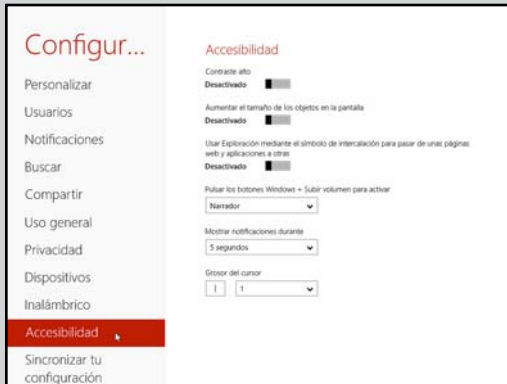 Configur...
Personalizar
Usuarios
Notificaciones
Buscar
Compartir
Uso general
Privacidad
Dispositivos
Inalámbrico
Accesibilidad
Sincronizar tu
configuración
Accesibilidad
Contraste alto
Desactivado
Aumentar el tamaño de los objetos en la pantalla
Desactivado
Usar Exploración mediante el símbolo de intercalación para pasar de unas páginas
web y aplicaciones a otras
Desactivado
Pulsar los botones Windows + Subir volumen para activar
Narrador
Mostrar notificaciones durante
5 segundos
Grosor del cursor
1